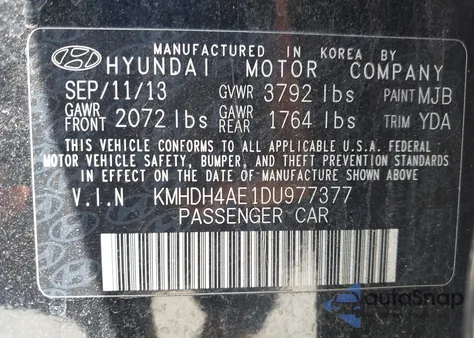 MANUFACTURED IN KOREA BY
HYUNDAI MOTOR COMPANY
SEP/11/13 GVWR 3792 lbs PAINT MJB
GAWR FRONT 2072 lbs GAWR REAR 1764 lbs TRIM YDA
THIS VEHICLE CONFORMS TO ALL APPLICABLE U.S.A. FEDERAL
MOTOR VEHICLE SAFETY, BUMPER, AND THEFT PREVENTION STANDARDS
IN EFFECT ON THE DATE OF MANUFACTURE SHOWN ABOVE.
V.I.N KMHDH4AE1DU977377
PASSENGER CAR
AutoSnap